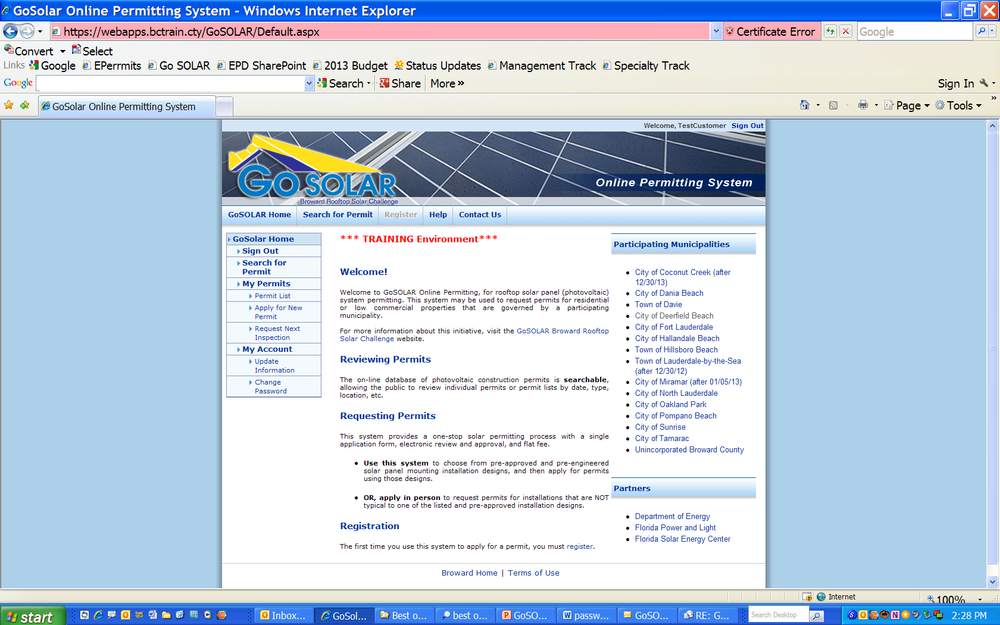 GoSolar Online Permitting System - Windows Internet Explorer
https://webapps.bctrain.cty/GoSOLAR/Default.aspx
Certificate Error
Google
Convert
Select
Links Google EPermits Go SOLAR EPD SharePoint 2013 Budget Status Updates Management Track Specialty Track
Google Search Share More » Sign In
GoSolar Online Permitting System
Page Tools
Welcome, TestCustomer Sign Out
GO SOLAR
Broward Rooftop Solar Challenge
Online Permitting System
GoSOLAR Home Search for Permit Register Help Contact Us
GoSolar Home
Sign Out
Search for
Permit
My Permits
Permit List
Apply for New
Permit
Request Next
Inspection
My Account
Update
Information
Change
Password
*** TRAINING Environment***
Welcome!
Welcome to GoSOLAR Online Permitting, for rooftop solar panel (photovoltaic)
system permitting. This system may be used to request permits for residential
or low commercial properties that are governed by a participating
municipality.
For more information about this initiative, visit the GoSOLAR Broward Rooftop
Solar Challenge website.
Reviewing Permits
The on-line database of photovoltaic construction permits is searchable,
allowing the public to review individual permits or permit lists by date, type,
location, etc.
Requesting Permits
This system provides a one-stop solar permitting process with a single
application form, electronic review and approval, and flat fee.
• Use this system to choose from pre-approved and pre-engineered
solar panel mounting installation designs, and then apply for permits
using those designs.
• OR, apply in person to request permits for installations that are NOT
typical to one of the listed and pre-approved installation designs.
Registration
The first time you use this system to apply for a permit, you must register.
Participating Municipalities
• City of Coconut Creek (after
12/30/13)
• City of Dania Beach
• Town of Davie
• City of Deerfield Beach
• City of Fort Lauderdale
• City of Hallandale Beach
• Town of Hillsboro Beach
• Town of Lauderdale-by-the-Sea
(after 12/30/12)
• City of Miramar (after 01/05/13)
• City of North Lauderdale
• City of Oakland Park
• City of Pompano Beach
• City of Sunrise
• City of Tamarac
• Unincorporated Broward County
Partners
• Department of Energy
• Florida Power and Light
• Florida Solar Energy Center
Broward Home | Terms of Use
Internet
100%
start
Inbox...
GoSol...
Best o...
best o...
GoSO...
passw...
GoSO...
RE: G...
Search Desktop
2:28 PM